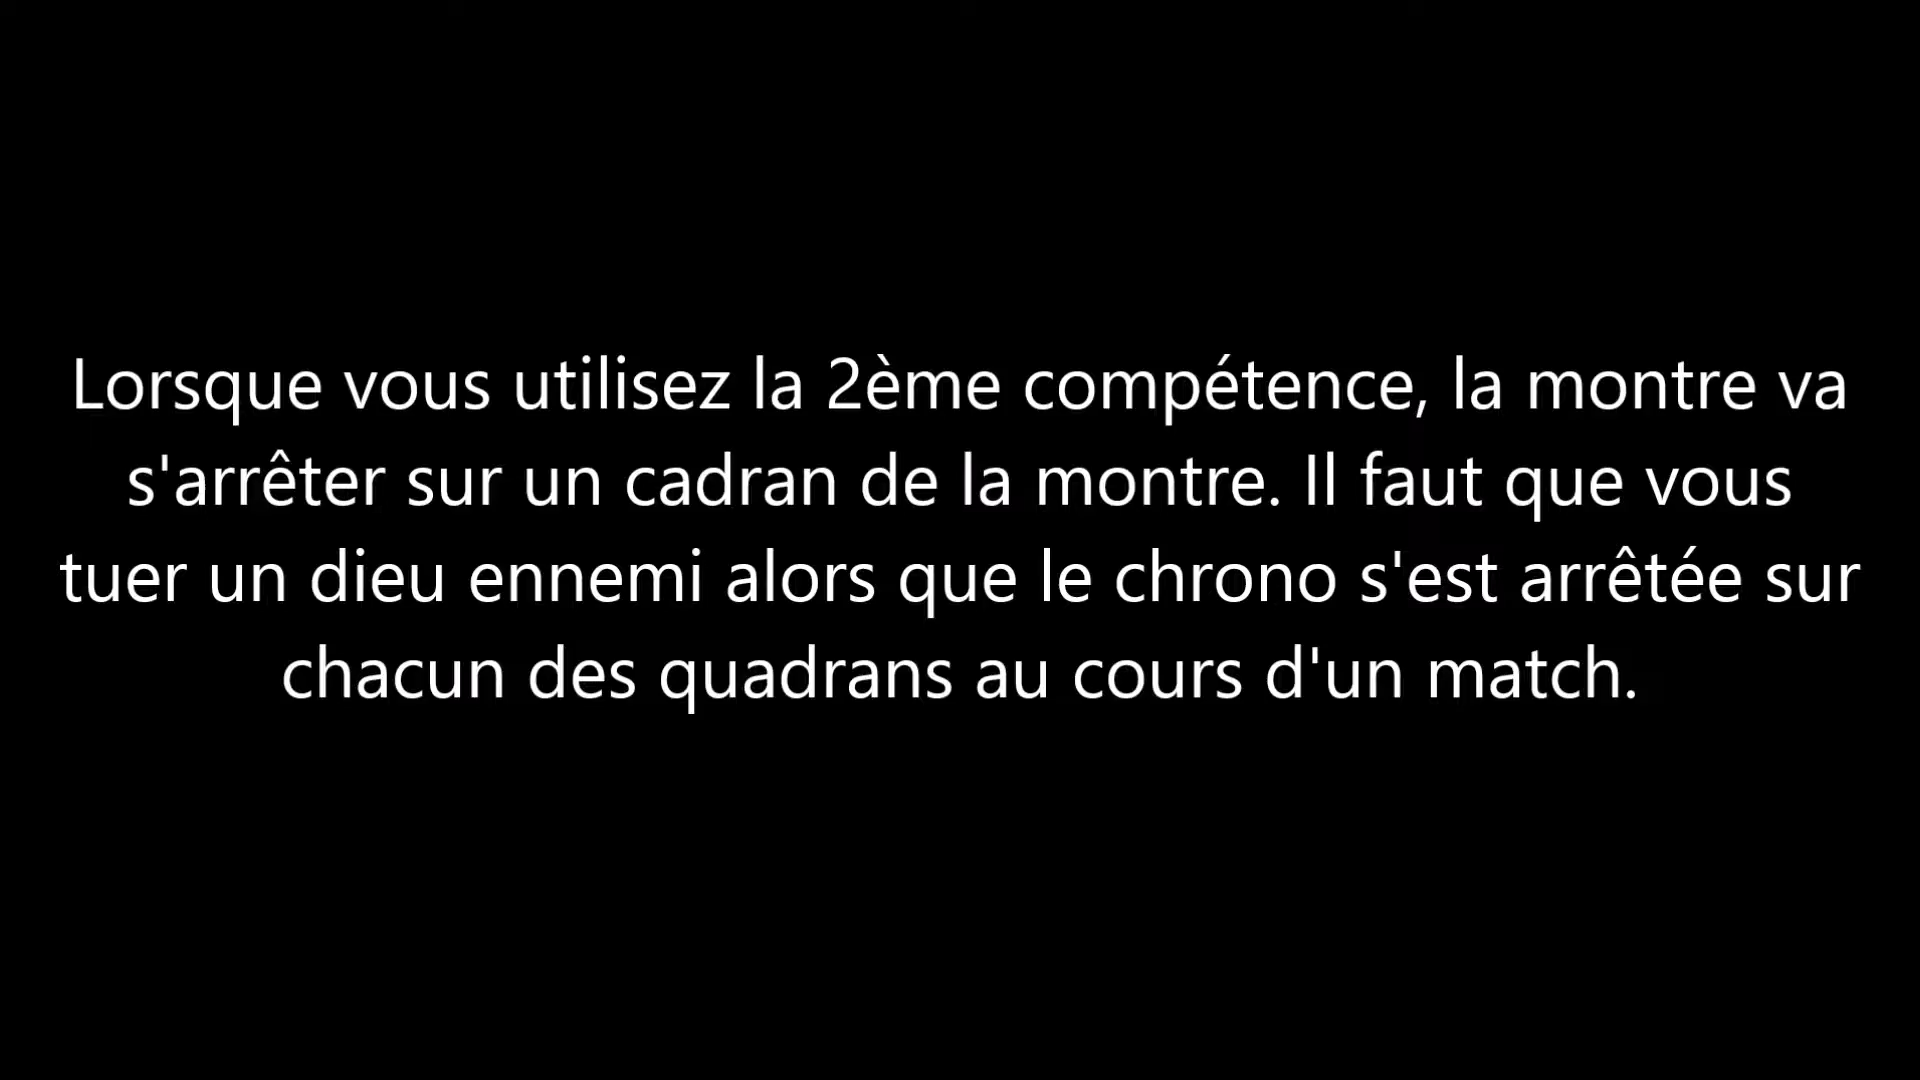 Lorsque vous utilisez la 2ème compétence, la montre va
s'arrêter sur un cadran de la montre. Il faut que vous
tuer un dieu ennemi alors que le chrono s'est arrêtée sur
chacun des quadrans au cours d'un match.